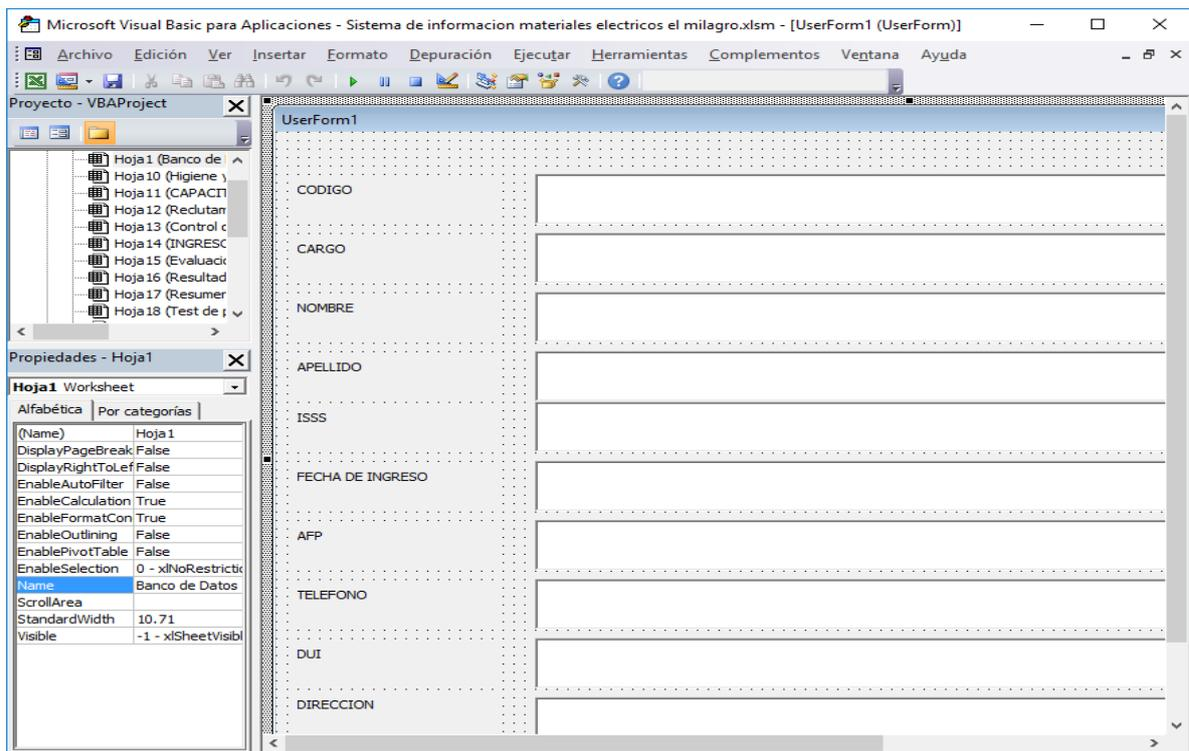 Microsoft Visual Basic para Aplicaciones - Sistema de informacion materiales electricos el milagro.xlsm - [UserForm1 (UserForm)]
Archivo Edición Ver Insertar Formato Depuración Ejecutar Herramientas Complementos Ventana Ayuda
Proyecto - VBAProject
Hoja1 (Banco de
Hoja10 (Higiene y
Hoja11 (CAPACIT
Hoja12 (Reclutam
Hoja13 (Control
Hoja14 (INGRESO
Hoja15 (Evaluació
Hoja16 (Resultad
Hoja17 (Resumen
Hoja18 (Test de
Propiedades - Hoja1
Hoja1 Worksheet
Alfabética Por categorías
(Name) Hoja1
DisplayPageBreak False
DisplayRightToLef False
EnableAutoFilter False
EnableCalculation True
EnableFormatCon True
EnableOutlining False
EnablePivotTable False
EnableSelection 0 - xlNoRestrictio
Name Banco de Datos
ScrollArea
StandardWidth 10.71
Visible -1 - xlSheetVisibl
UserForm1
CODIGO
CARGO
NOMBRE
APELLIDO
ISSS
FECHA DE INGRESO
AFP
TELEFONO
DUI
DIRECCION